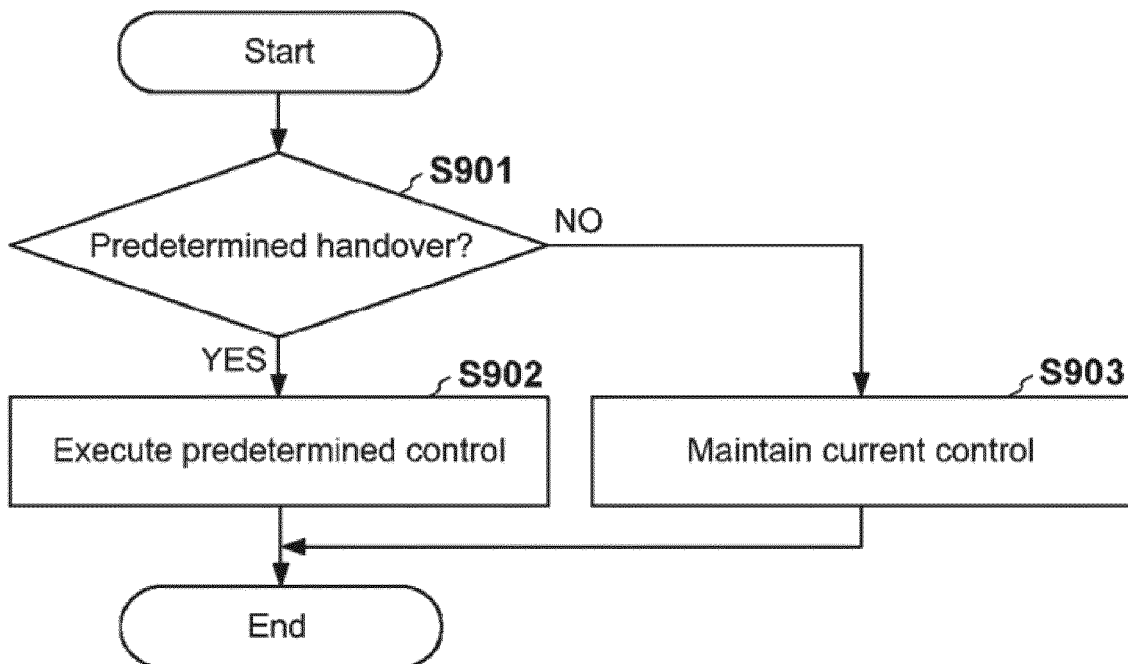 Start
S901
Predetermined handover?
NO
YES
S902
S903
Execute predetermined control
Maintain current control
End